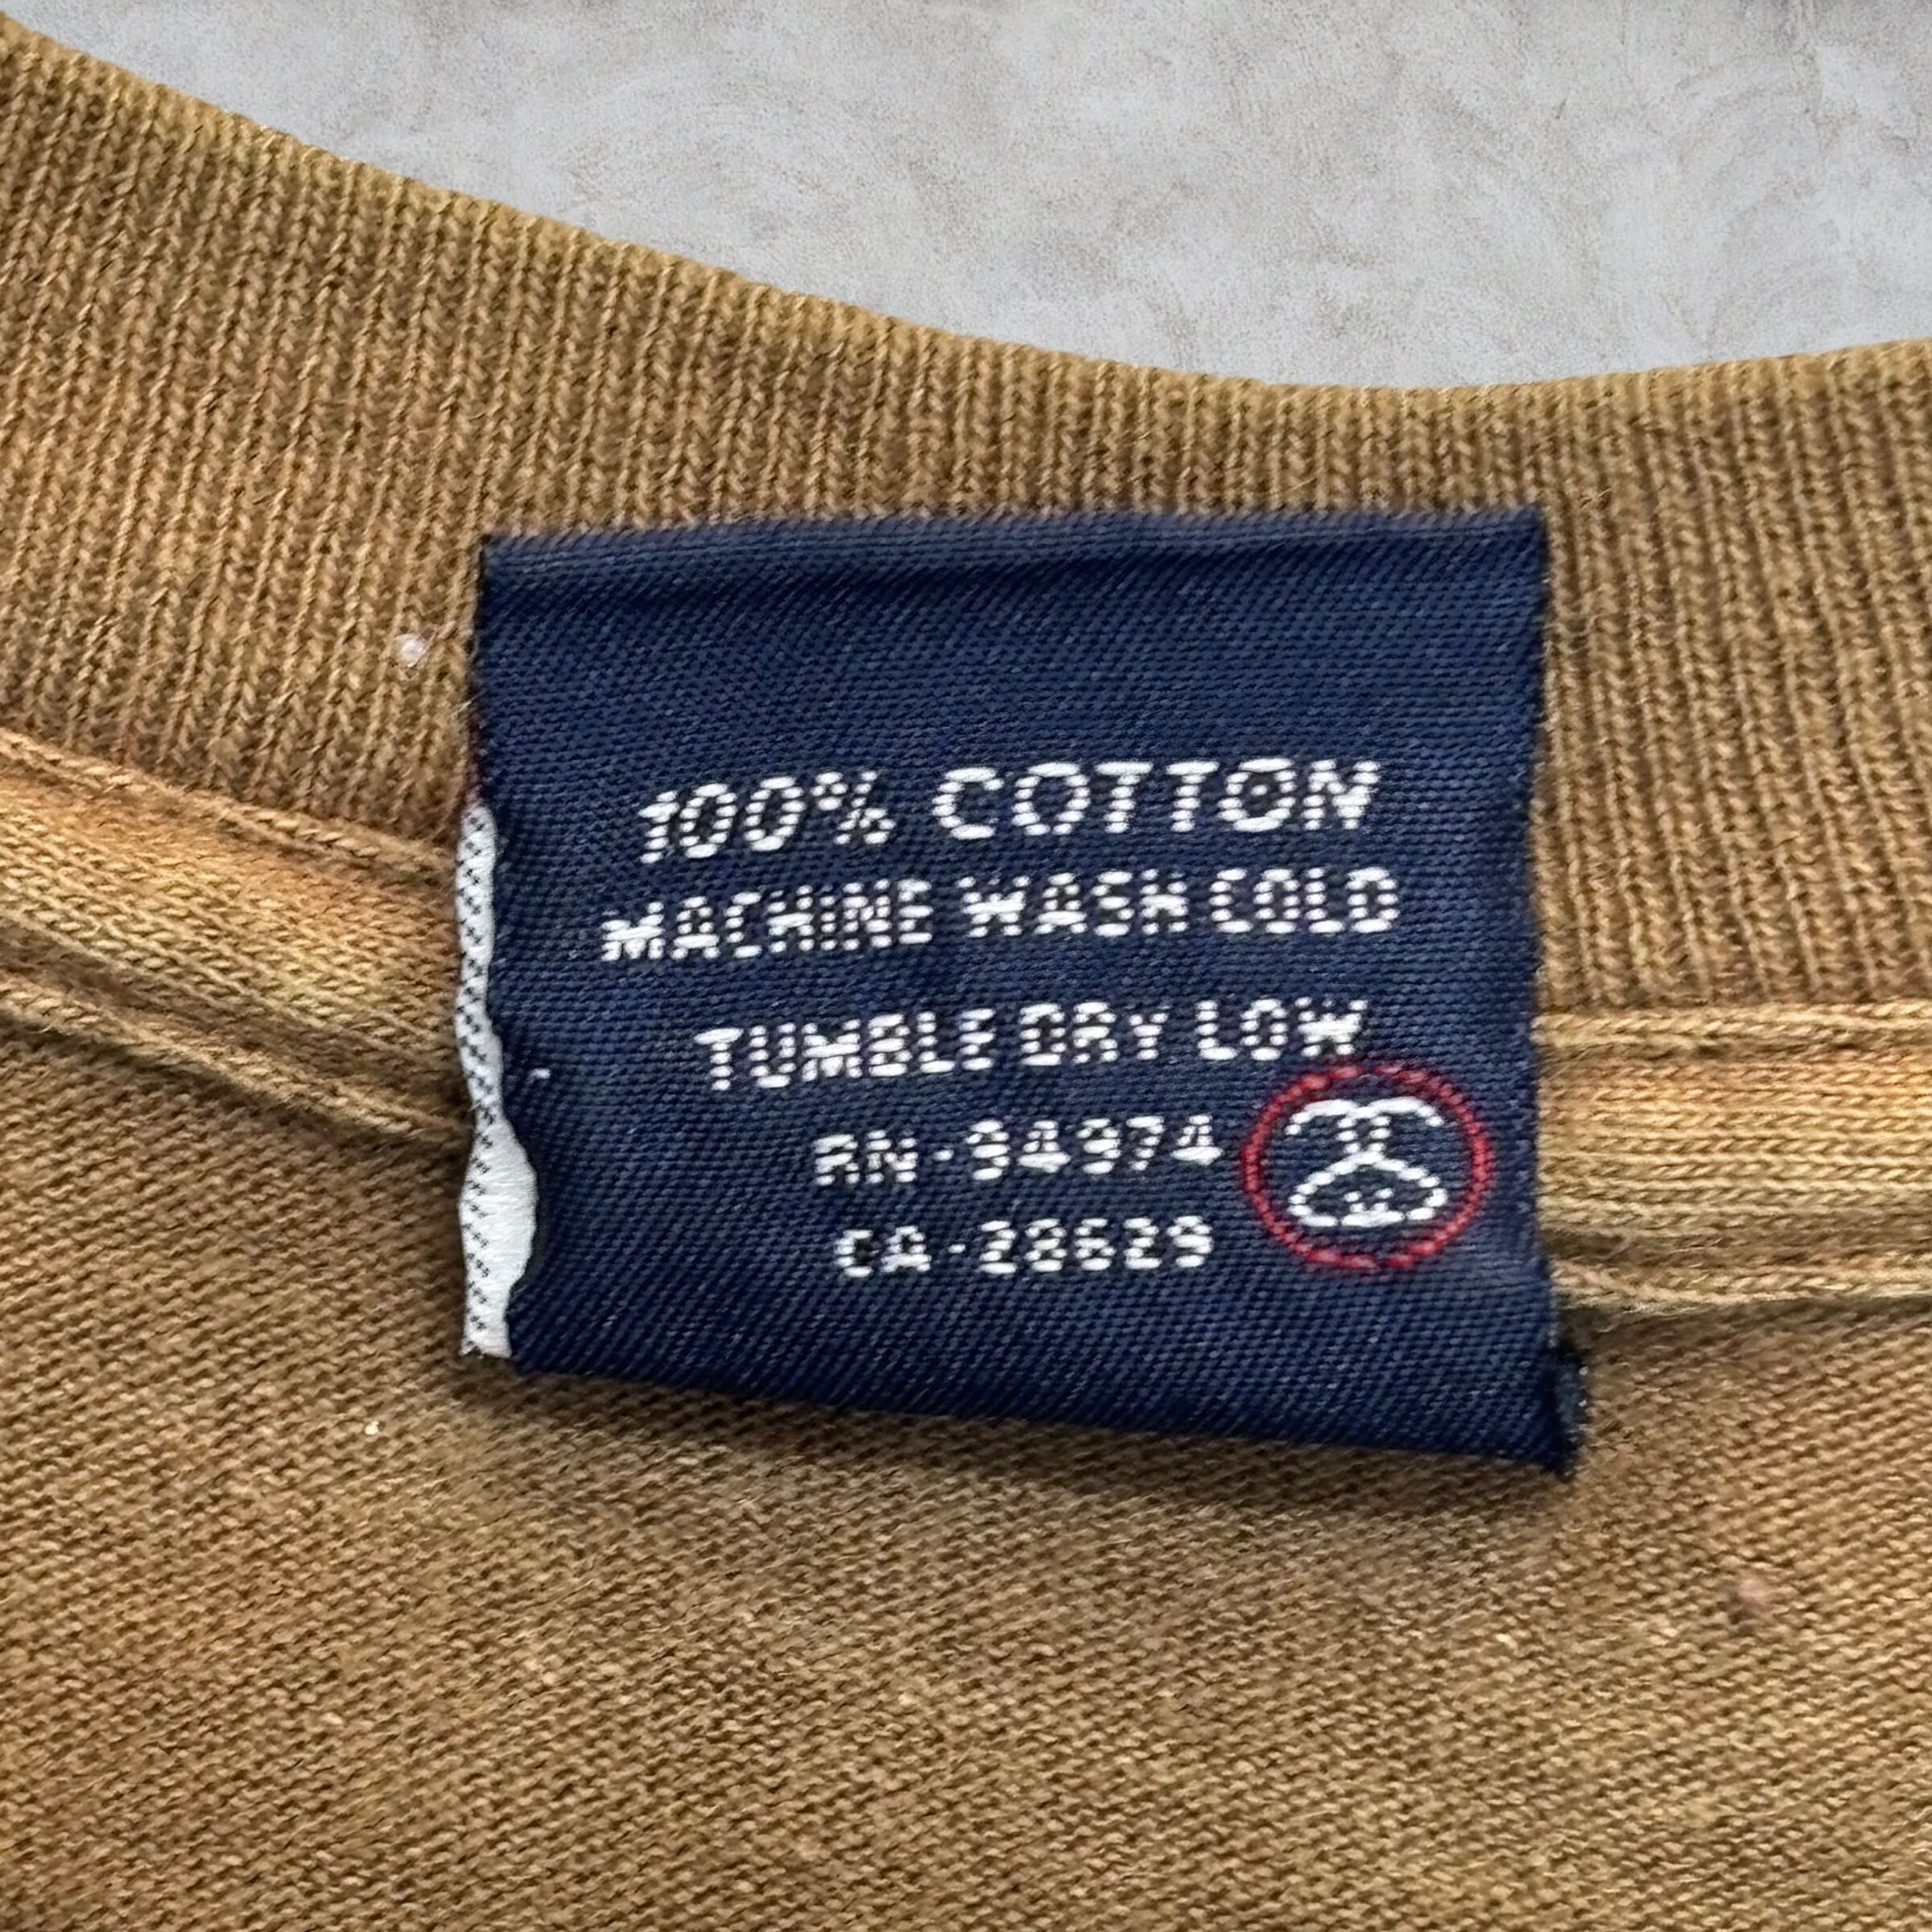 100% COTTON
MACHINE WASH COLD
TUMBLE DRY LOW
RN-94974
CA-28629